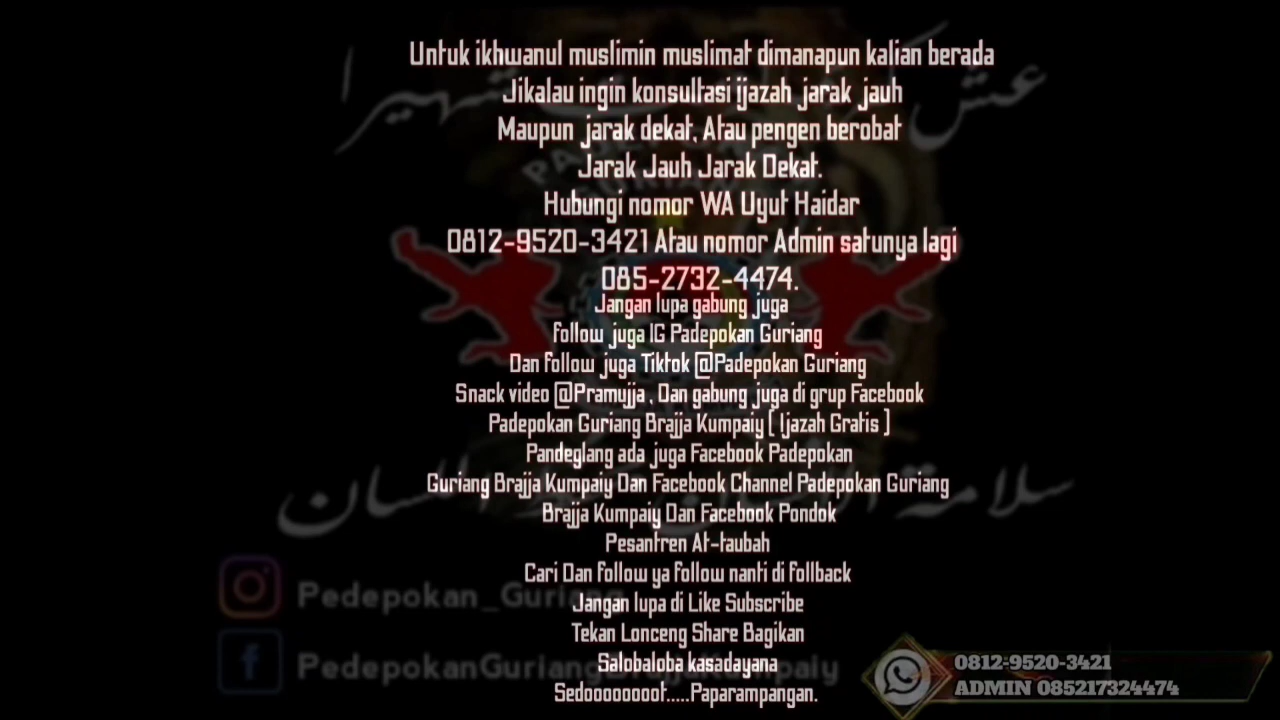 Untuk ikhwanul muslimin muslimat dimanapun kalian berada
Jikalau ingin konsultasi ijazah jarak jauh
Maupun jarak dekat, Atau pengen berobat
Jarak Jauh Jarak Dekat.
Hubungi nomor WA Uyut Haidar
0812-9520-3421 Atau nomor Admin satunya lagi
085-2732-4474.
Jangan lupa gabung juga
follow juga IG Padepokan Guriang
Dan follow juga Tiktok @Padepokan Guriang
Snack video @Pramujja , Dan gabung juga di grup Facebook
Padepokan Guriang Brajja Kumpaiy [ Ijazah Gratis ]
Pandeglang ada juga Facebook Padepokan
Guriang Brajja Kumpaiy Dan Facebook Channel Padepokan Guriang
Brajja Kumpaiy Dan Facebook Pondok
Pesantren At-taubah
Cari Dan follow ya follow nanti di follback
Jangan lupa di Like Subscribe
Tekan Lonceng Share Bagikan
Salobaloba kasadayana
Sedoooooooot.....Paparampangan.
سلامة الإنسان
Pedepokan_Guriang
0812-9520-3421
ADMIN 085217324474